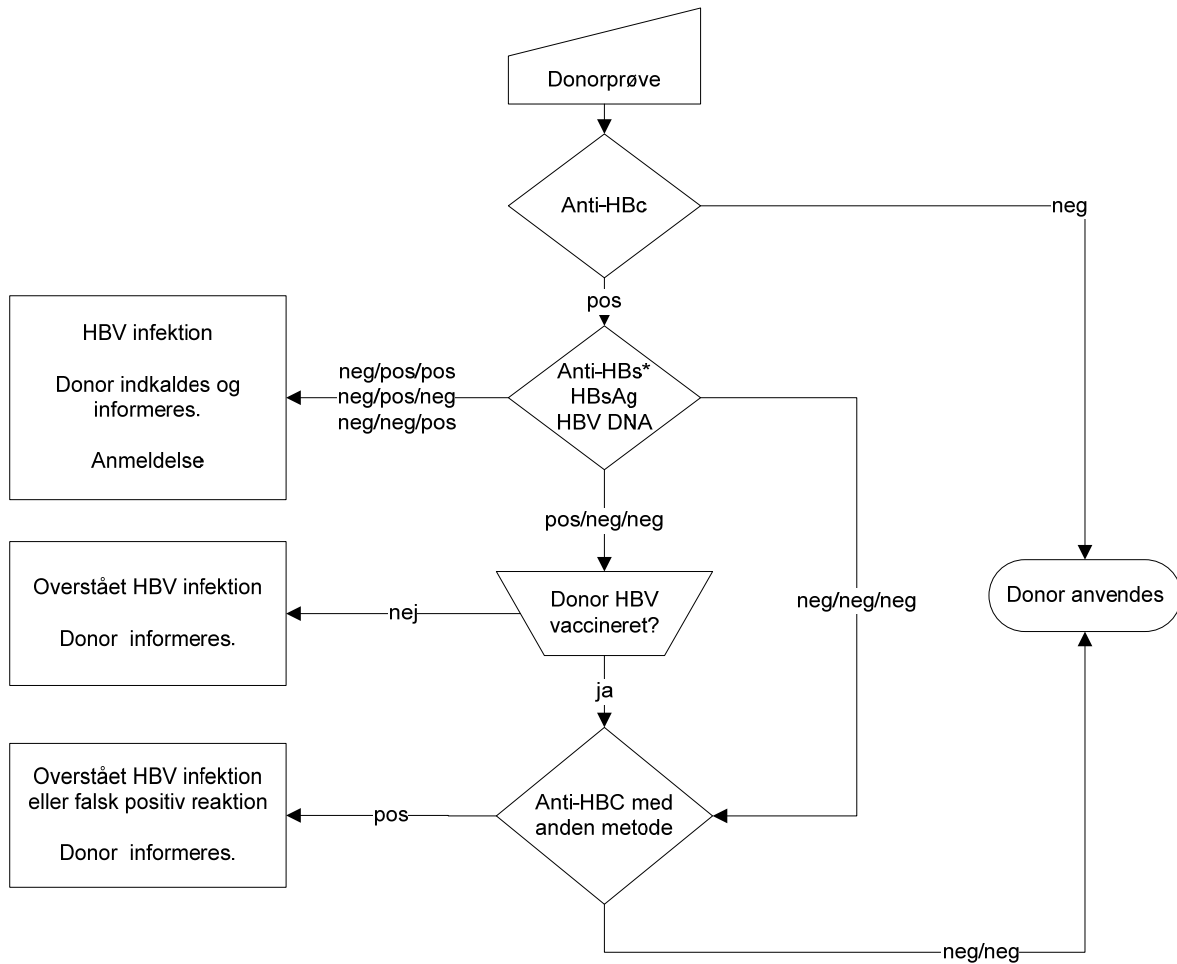 Donorprøve
Anti-HBc
neg
pos
HBV infektion
Donor indkaldes og
informeres.
Anmeldelse
neg/pos/pos
neg/pos/neg
neg/neg/pos
Anti-HBs*
HBsAg
HBV DNA
pos/neg/neg
Overstået HBV infektion
Donor informeres.
nej
Donor HBV
vaccineret?
neg/neg/neg
Donor anvendes
ja
Overstået HBV infektion
eller falsk positiv reaktion
Donor informeres.
pos
Anti-HBC med
anden metode
neg/neg